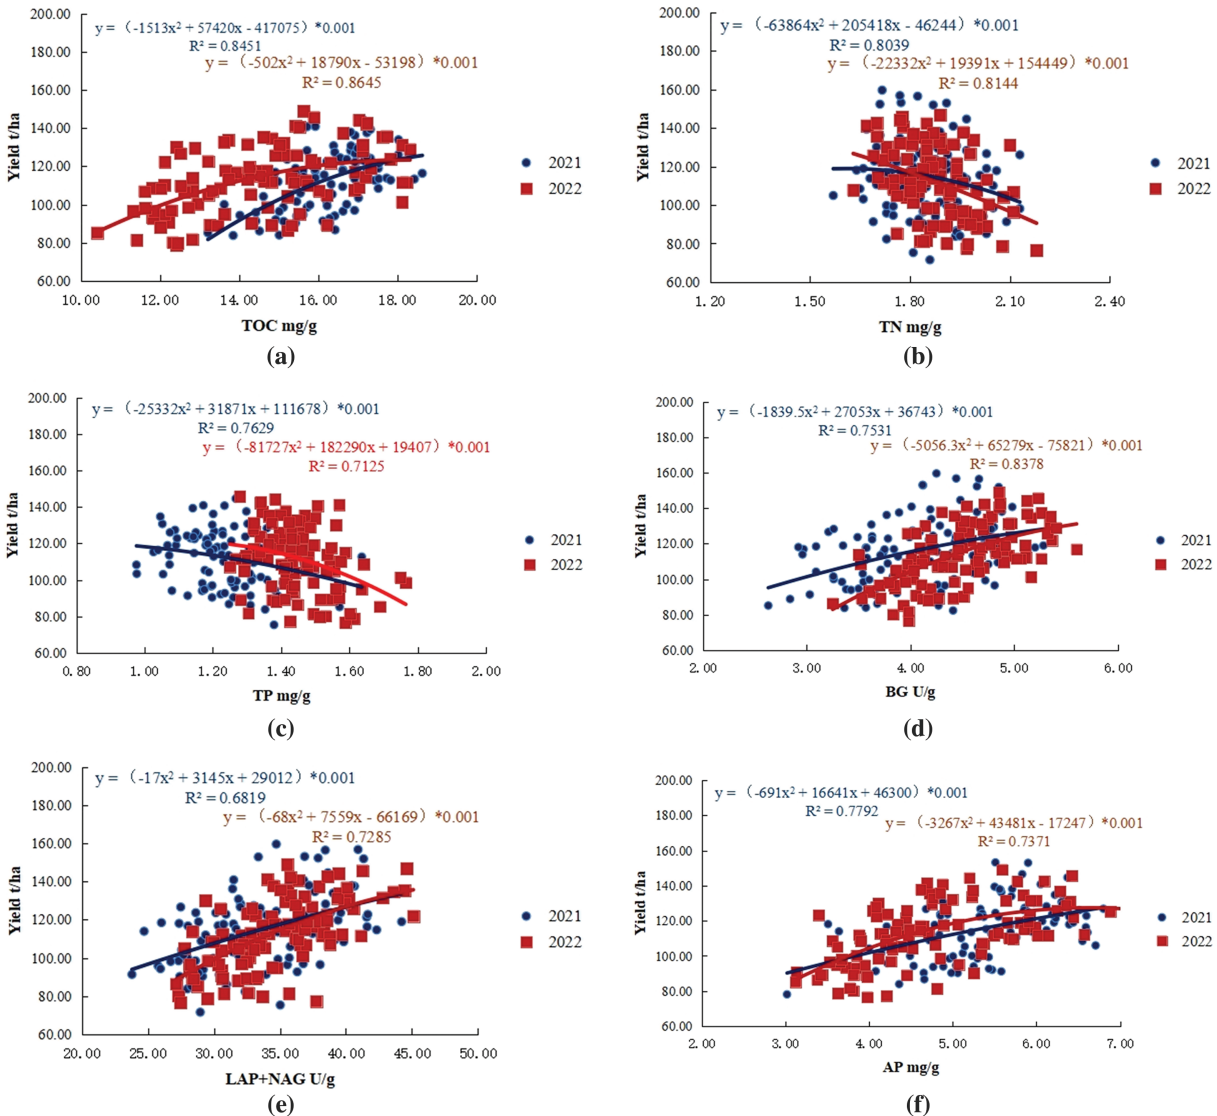 200.00
180.00
160.00
140.00
120.00
100.00
80.00
60.00
Yield t/ha
y = （-1513x² + 57420x - 417075）*0.001
R² = 0.8451
y = （-502x² + 18790x - 53198）*0.001
R² = 0.8645
2021
2022
10.00 12.00 14.00 16.00 18.00 20.00
TOC mg/g
(a)
200.00
180.00
160.00
140.00
120.00
100.00
80.00
60.00
Yield t/ha
y = （-63864x² + 205418x - 46244）*0.001
R² = 0.8039
y = （-22332x² + 19391x + 154449）*0.001
R² = 0.8144
2021
2022
1.20 1.50 1.80 2.10 2.40
TN mg/g
(b)
200.00
180.00
160.00
140.00
120.00
100.00
80.00
60.00
Yield t/ha
y = （-25332x² + 31871x + 111678）*0.001
R² = 0.7629
y = （-81727x² + 182290x + 19407）*0.001
R² = 0.7125
2021
2022
0.80 1.00 1.20 1.40 1.60 1.80 2.00
TP mg/g
(c)
200.00
180.00
160.00
140.00
120.00
100.00
80.00
60.00
Yield t/ha
y = （-1839.5x² + 27053x + 36743）*0.001
R² = 0.7531
y = （-5056.3x² + 65279x - 75821）*0.001
R² = 0.8378
2021
2022
2.00 3.00 4.00 5.00 6.00
BG U/g
(d)
200.00
180.00
160.00
140.00
120.00
100.00
80.00
60.00
Yield t/ha
y = （-17x² + 3145x + 29012）*0.001
R² = 0.6819
y = （-68x² + 7559x - 66169）*0.001
R² = 0.7285
2021
2022
20.00 25.00 30.00 35.00 40.00 45.00 50.00
LAP+NAG U/g
(e)
200.00
180.00
160.00
140.00
120.00
100.00
80.00
60.00
Yield t/ha
y = （-691x² + 16641x + 46300）*0.001
R² = 0.7792
y = （-3267x² + 43481x - 17247）*0.001
R² = 0.7371
2021
2022
2.00 3.00 4.00 5.00 6.00 7.00
AP mg/g
(f)